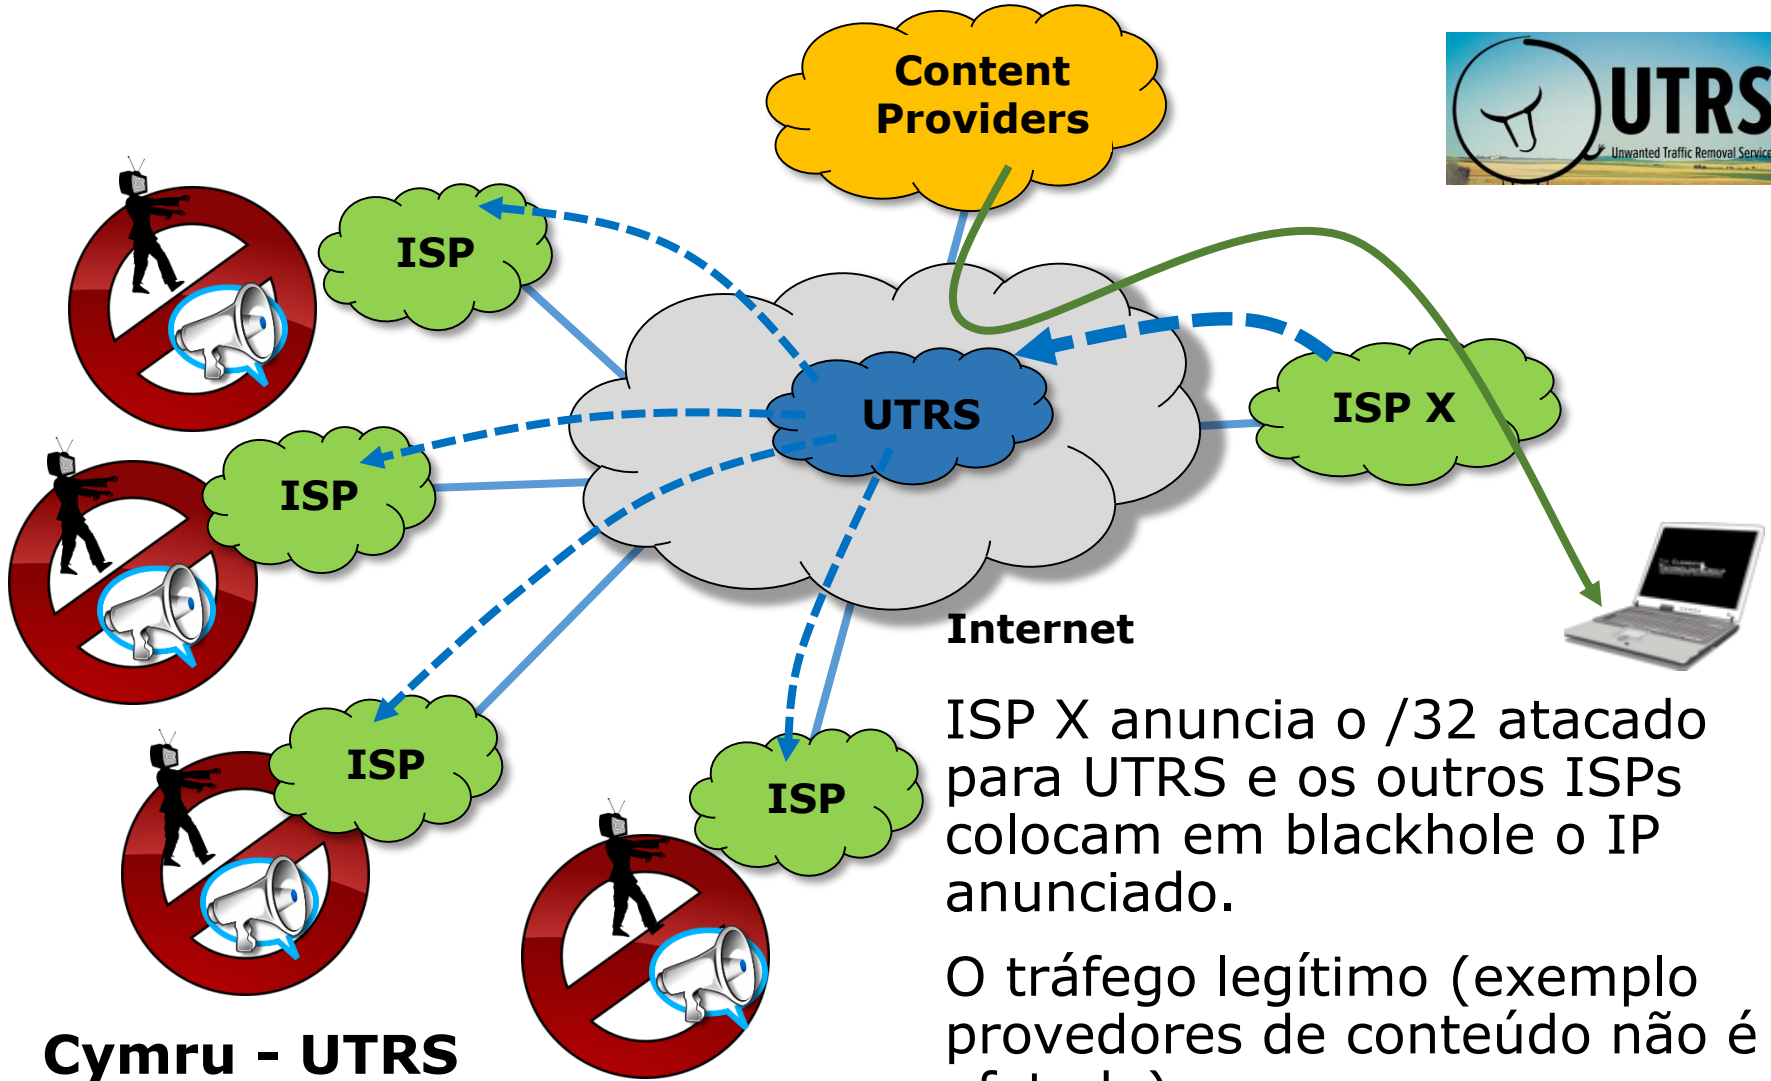 Content
Providers
UTRS
Unwanted Traffic Removal Service
ISP
ISP
UTRS
ISP X
ISP
ISP
Internet
ISP X anuncia o /32 atacado
para UTRS e os outros ISPs
colocam em blackhole o IP
anunciado.
O tráfego legítimo (exemplo
provedores de conteúdo não é
Cymru - UTRS